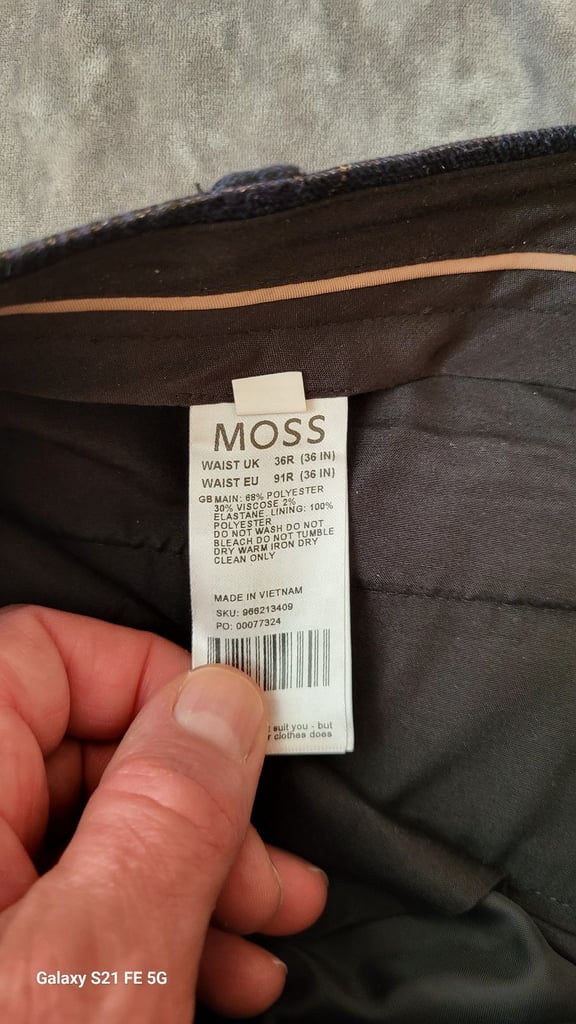 MOSS
WAIST UK 36R (36 IN)
WAIST EU 91R (36 IN)
GB MAIN: 68% POLYESTER
30% VISCOSE 2%
ELASTANE. LINING: 100%
POLYESTER
DO NOT WASH DO NOT
BLEACH DO NOT TUMBLE
DRY WARM IRON DRY
CLEAN ONLY
MADE IN VIETNAM
SKU: 966213409
PO: 00077324
suit you - but
clothes does
Galaxy S21 FE 5G